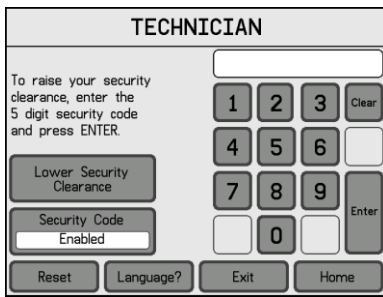 TECHNICIAN
To raise your security
clearance, enter the
5 digit security code
and press ENTER.
1 2 3 Clear
4 5 6
Lower Security
Clearance
7 8 9
Enter
Security Code
Enabled
0
Reset Language? Exit Home